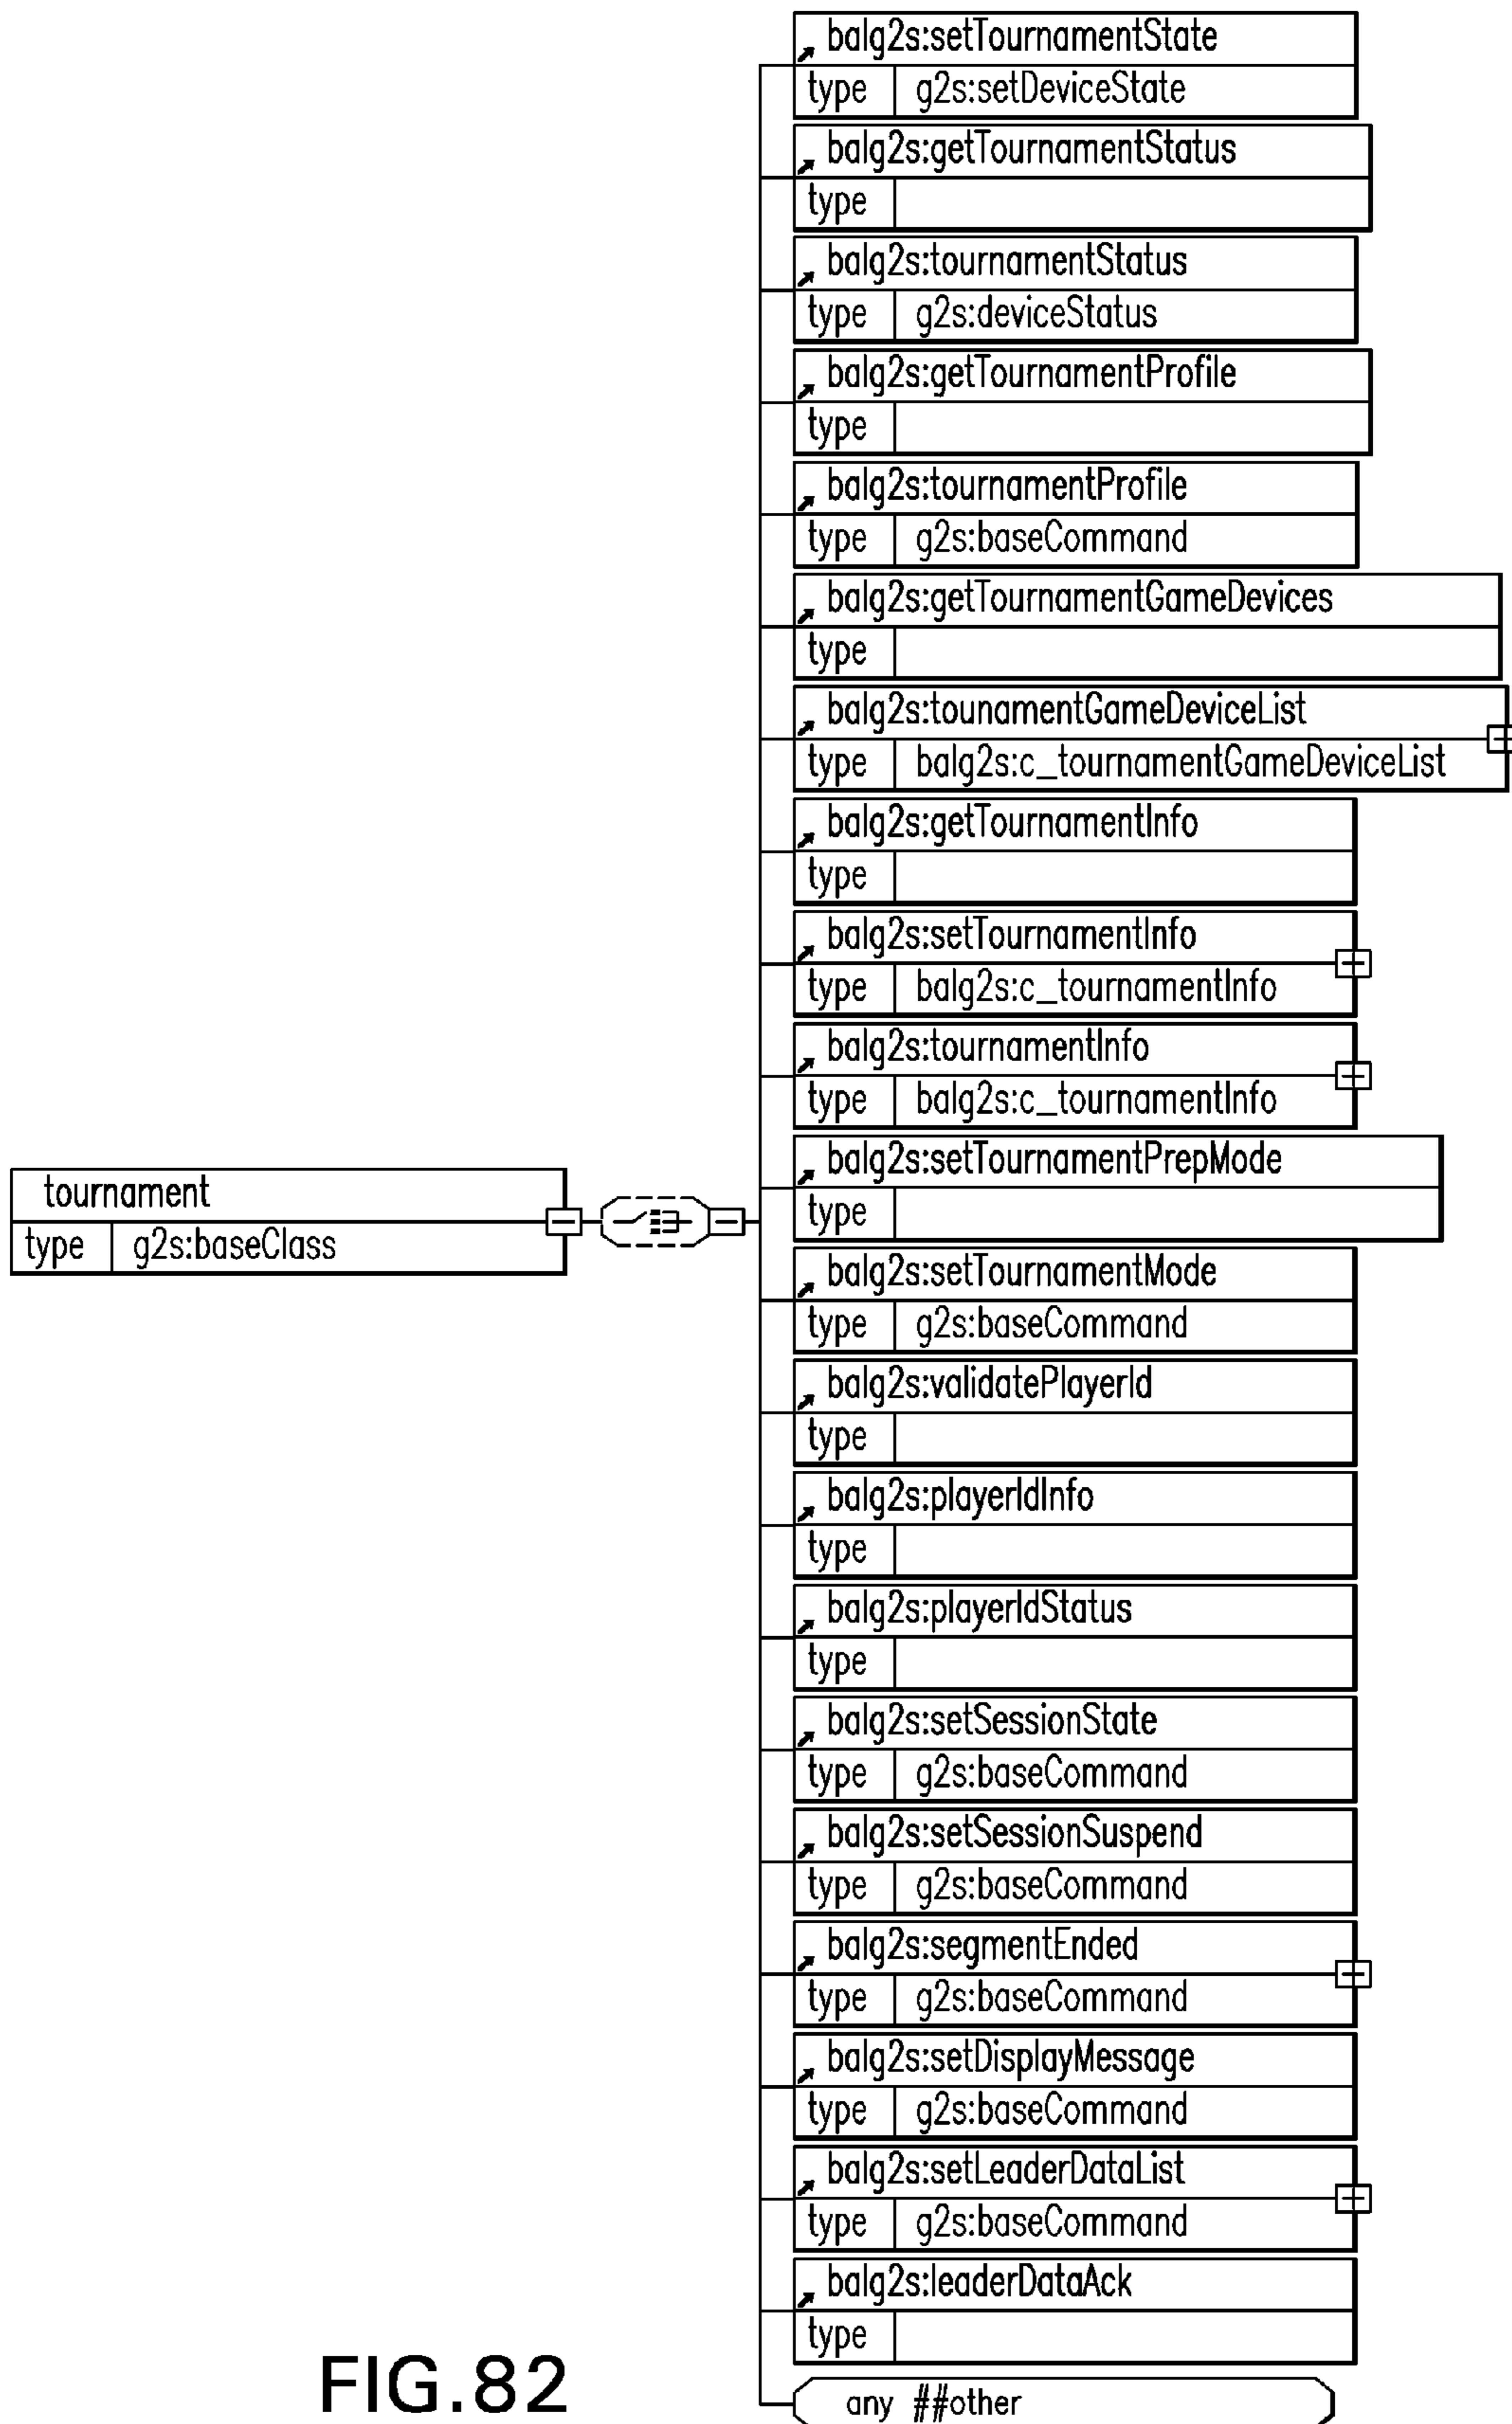 balg2s:setTournamentState
type g2s:setDeviceState
balg2s:getTournamentStatus
type
balg2s:tournamentStatus
type g2s:deviceStatus
balg2s:getTournamentProfile
type
balg2s:tournamentProfile
type g2s:baseCommand
balg2s:getTournamentGameDevices
type
balg2s:tounamentGameDeviceList
type balg2s:c_tournamentGameDeviceList
balg2s:getTournamentInfo
type
balg2s:setTournamentInfo
type balg2s:c_tournamentInfo
balg2s:tournamentInfo
type balg2s:c_tournamentInfo
balg2s:setTournamentPrepMode
type
tournament
type g2s:baseClass
balg2s:setTournamentMode
type g2s:baseCommand
balg2s:validatePlayerId
type
balg2s:playerIdInfo
type
balg2s:playerIdStatus
type
balg2s:setSessionState
type g2s:baseCommand
balg2s:setSessionSuspend
type g2s:baseCommand
balg2s:segmentEnded
type g2s:baseCommand
balg2s:setDisplayMessage
type g2s:baseCommand
balg2s:setLeaderDataList
type g2s:baseCommand
balg2s:leaderDataAck
type
any ##other
FIG.82